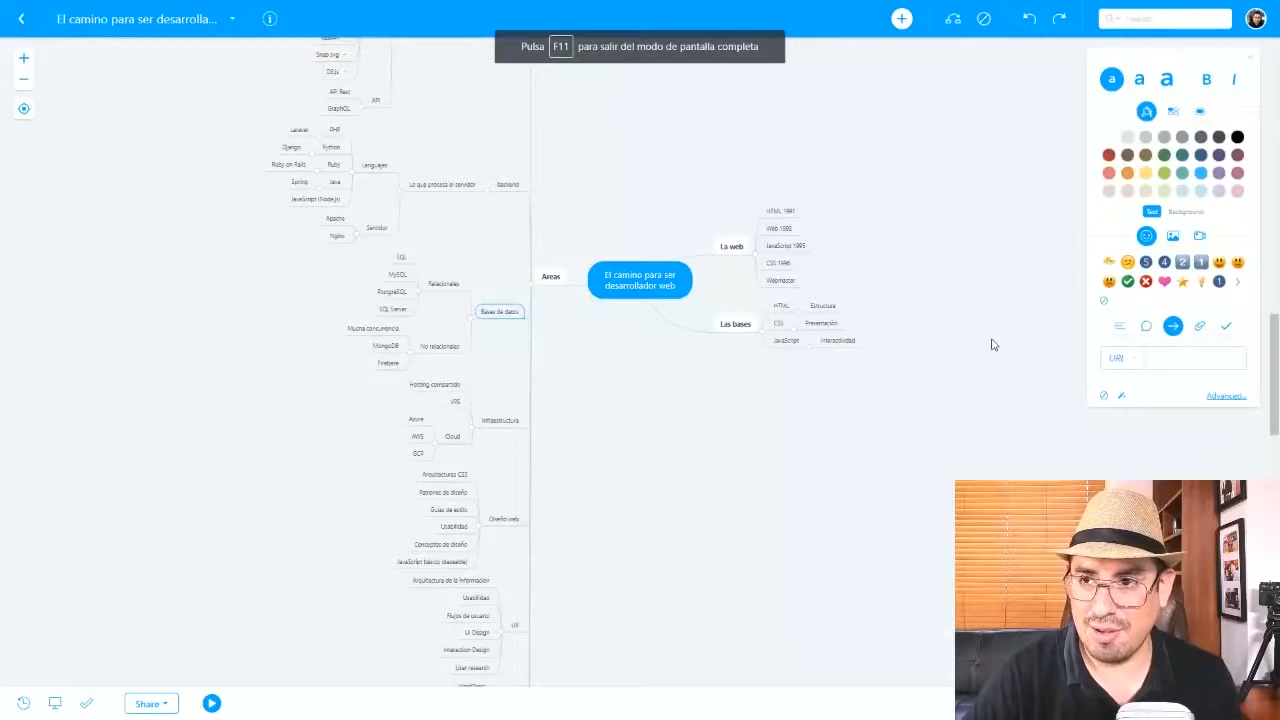 El camino para ser desarrolla...
Pulsa F11 para salir del modo de pantalla completa
Snap svg
D3.js
API Rest
GraphQL
API
Laravel
PHP
Django
Python
Ruby on Rails
Ruby
Spring
Java
JavaScript (Node.js)
Lenguajes
Apache
Nginx
Servidor
Lo que procesa el servidor
backend
SQL
MySQL
PostgreSQL
SQL Server
Relacionales
Mucha concurrencia
MongoDB
Firebase
No relacionales
Bases de datos
Hosting compartido
VPS
Azure
AWS
GCP
Cloud
Infraestructura
Arquitecturas CSS
Patrones de diseño
Guías de estilo
Usabilidad
Conceptos de diseño
JavaScript básico (deseable)
Diseño web
Arquitectura de la información
Usabilidad
Flujos de usuario
UI Design
Interaction Design
User research
UX
Areas
El camino para ser
desarrollador web
La web
HTML 1991
Web 1992
JavaScript 1995
CSS 1996
Webmaster
Las bases
HTML
Estructura
CSS
Presentación
JavaScript
Interactividad
a a a B I
Text Background
URL
Advanced...
Share